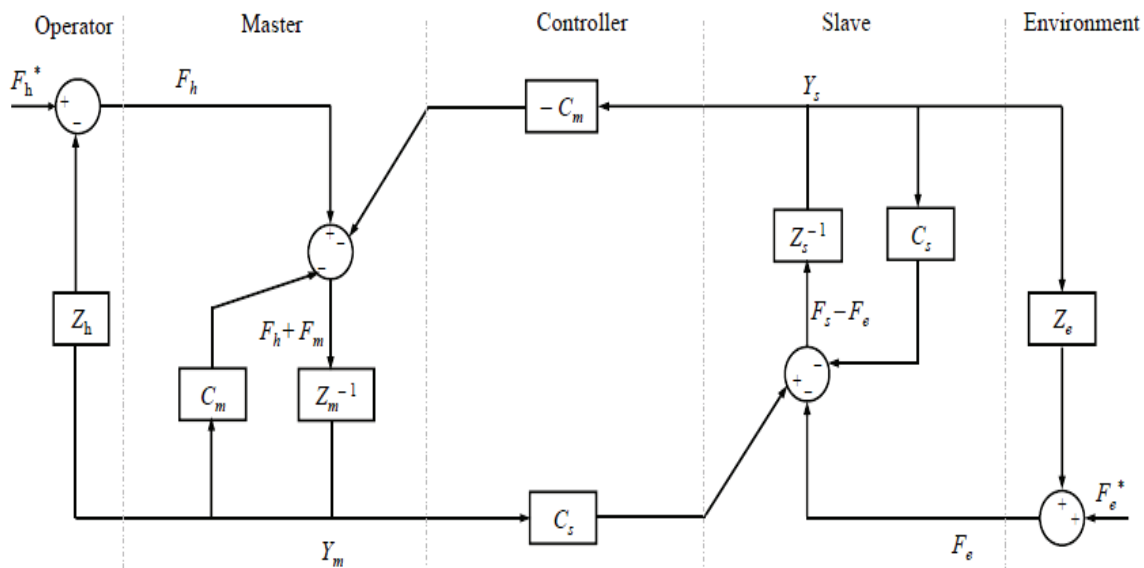 Operator Master Controller Slave Environment
F_h^*
+
−
F_h
− C_m
Y_s
+
−
−
Z_s^{-1}
C_s
Z_h
F_h + F_m
F_s − F_e
Z_e
C_m
Z_m^{-1}
−
+
−
C_s
Y_m
+
+
F_e^*
F_e